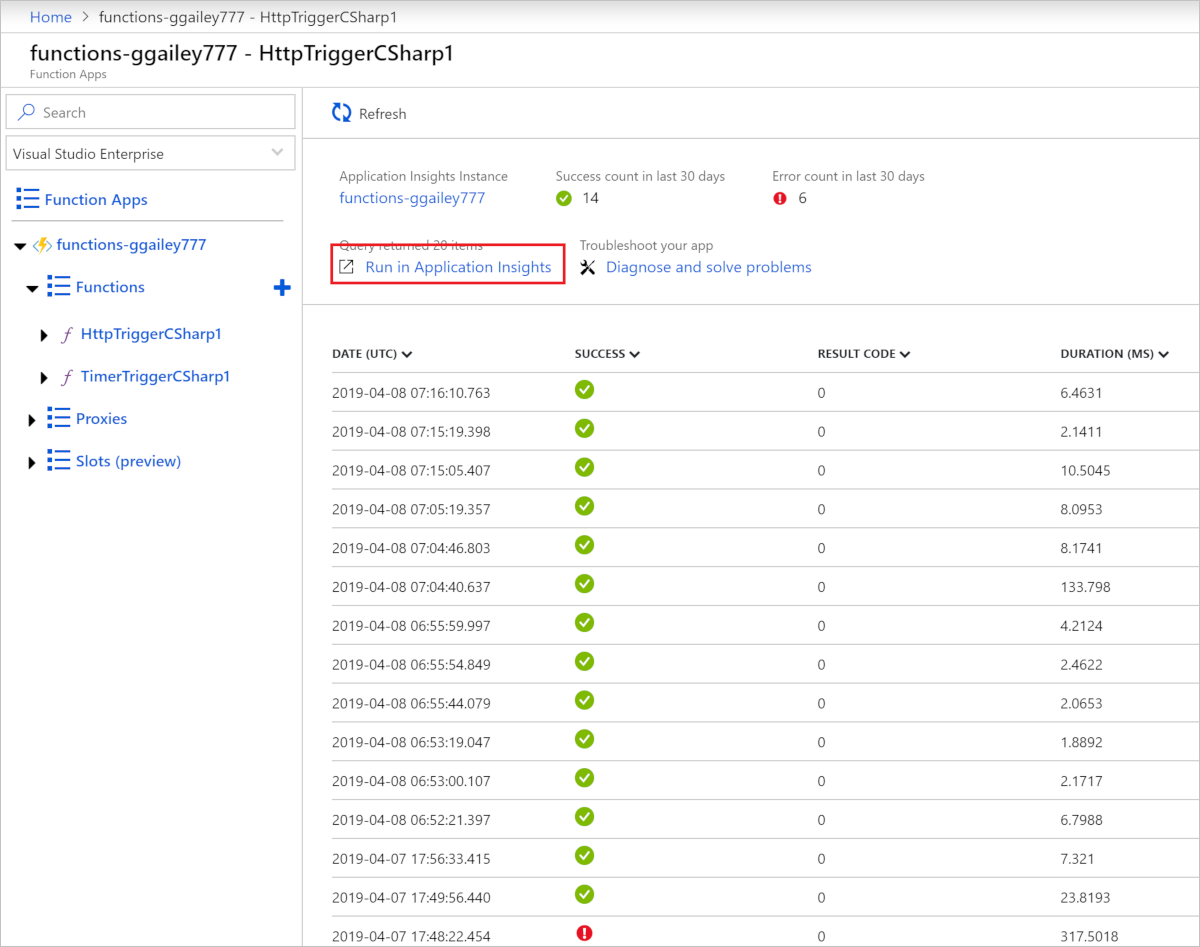 Home > functions-ggailey777 - HttpTriggerCSharp1
functions-ggailey777 - HttpTriggerCSharp1
Function Apps
Search
Visual Studio Enterprise
Function Apps
functions-ggailey777
Functions
HttpTriggerCSharp1
TimerTriggerCSharp1
Proxies
Slots (preview)
Refresh
Application Insights Instance
functions-ggailey777
Success count in last 30 days
14
Error count in last 30 days
6
Query returned 20 items
Run in Application Insights
Troubleshoot your app
Diagnose and solve problems
DATE (UTC) SUCCESS RESULT CODE DURATION (MS)
2019-04-08 07:16:10.763 0 6.4631
2019-04-08 07:15:19.398 0 2.1411
2019-04-08 07:15:05.407 0 10.5045
2019-04-08 07:05:19.357 0 8.0953
2019-04-08 07:04:46.803 0 8.1741
2019-04-08 07:04:40.637 0 133.798
2019-04-08 06:55:59.997 0 4.2124
2019-04-08 06:55:54.849 0 2.4622
2019-04-08 06:55:44.079 0 2.0653
2019-04-08 06:53:19.047 0 1.8892
2019-04-08 06:53:00.107 0 2.1717
2019-04-08 06:52:21.397 0 6.7988
2019-04-07 17:56:33.415 0 7.321
2019-04-07 17:49:56.440 0 23.8193
2019-04-07 17:48:22.454 0 317.5018